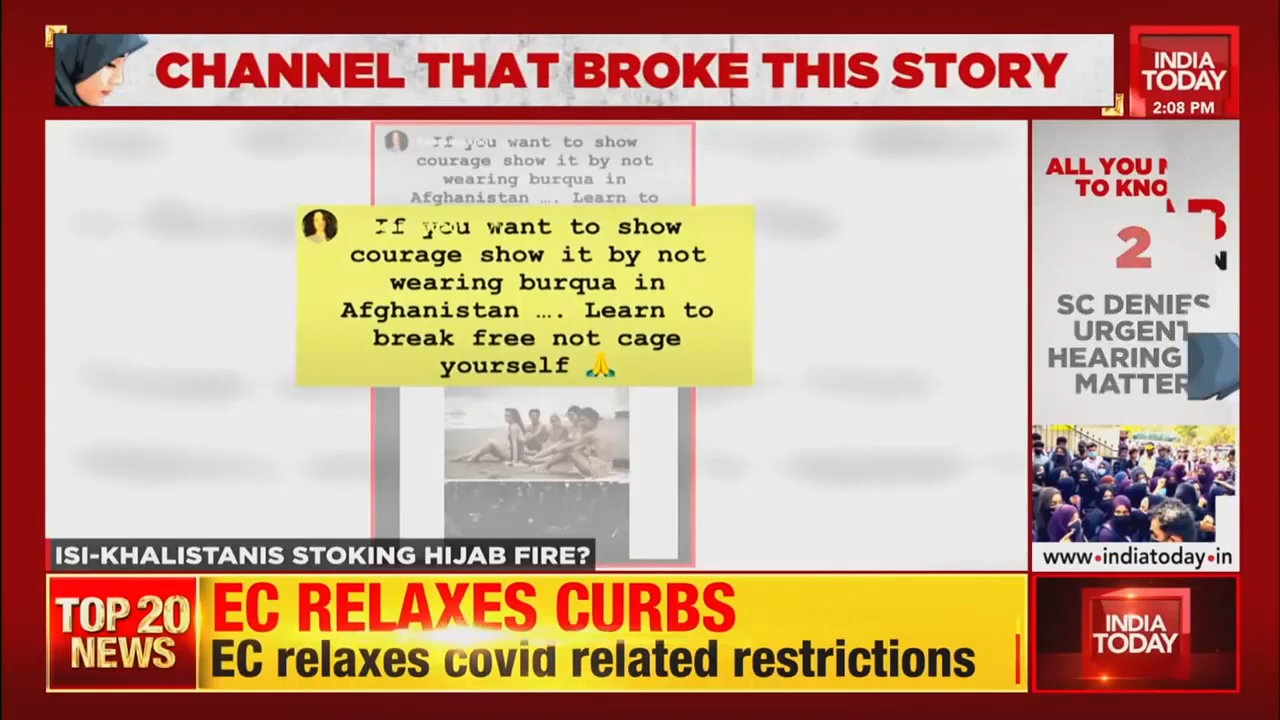 CHANNEL THAT BROKE THIS STORY
INDIA
TODAY
2:08 PM
If you want to show
courage show it by not
wearing burqua in
Afghanistan …. Learn to
If you want to show
courage show it by not
wearing burqua in
Afghanistan …. Learn to
break free not cage
yourself 🙏
ALL YOU
TO
2
SC DENIES
URGENT
HEARING
MATTER
www•indiatoday•in
ISI-KHALISTANIS STOKING HIJAB FIRE?
TOP 20
NEWS
EC RELAXES CURBS
EC relaxes covid related restrictions
INDIA
TODAY